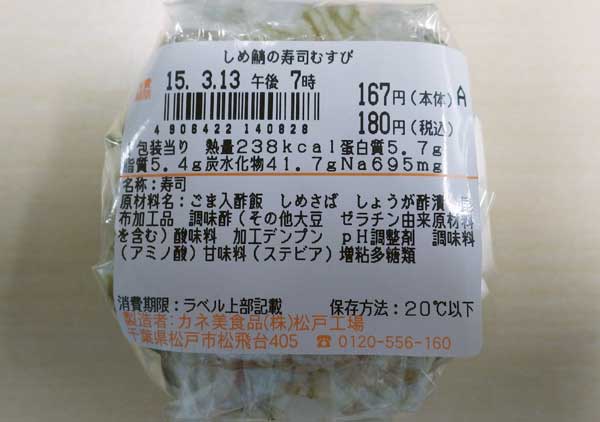 しめ鯖の寿司むすび
15. 3.13 午後 7時
167円(本体) A
4 906422 140828
180円(税込)
包装当り 熱量238kcal蛋白質5.7g
脂質5.4g炭水化物41.7gNa695mg
名称:寿司
原材料名:ごま入酢飯 しめさば しょうが酢漬
布加工品 調味酢(その他大豆 ゼラチン由来原材料
を含む)酸味料 加工デンプン pH調整剤 調味料
(アミノ酸)甘味料(ステビア)増粘多糖類
消費期限:ラベル上部記載 保存方法:20℃以下
製造者:カネ美食品(株)松戸工場
千葉県松戸市松飛台405 ☎0120-556-160